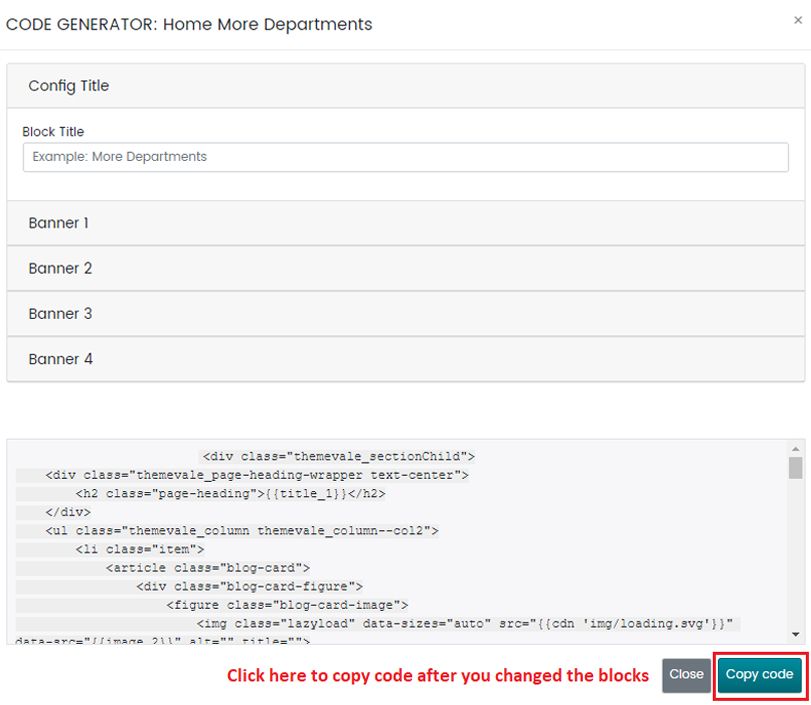 CODE GENERATOR: Home More Departments
×
Config Title
Block Title
Example: More Departments
Banner 1
Banner 2
Banner 3
Banner 4
<div class="themevale_sectionChild">
<div class="themevale_page-heading-wrapper text-center">
<h2 class="page-heading">{{title_1}}</h2>
</div>
<ul class="themevale_column themevale_column--col2">
<li class="item">
<article class="blog-card">
<div class="blog-card-figure">
<figure class="blog-card-image">
<img class="lazyload" data-sizes="auto" src="{{cdn 'img/loading.svg'}}"
data-src="{{image_2}}" alt="" title="">
Click here to copy code after you changed the blocks
Close
Copy code